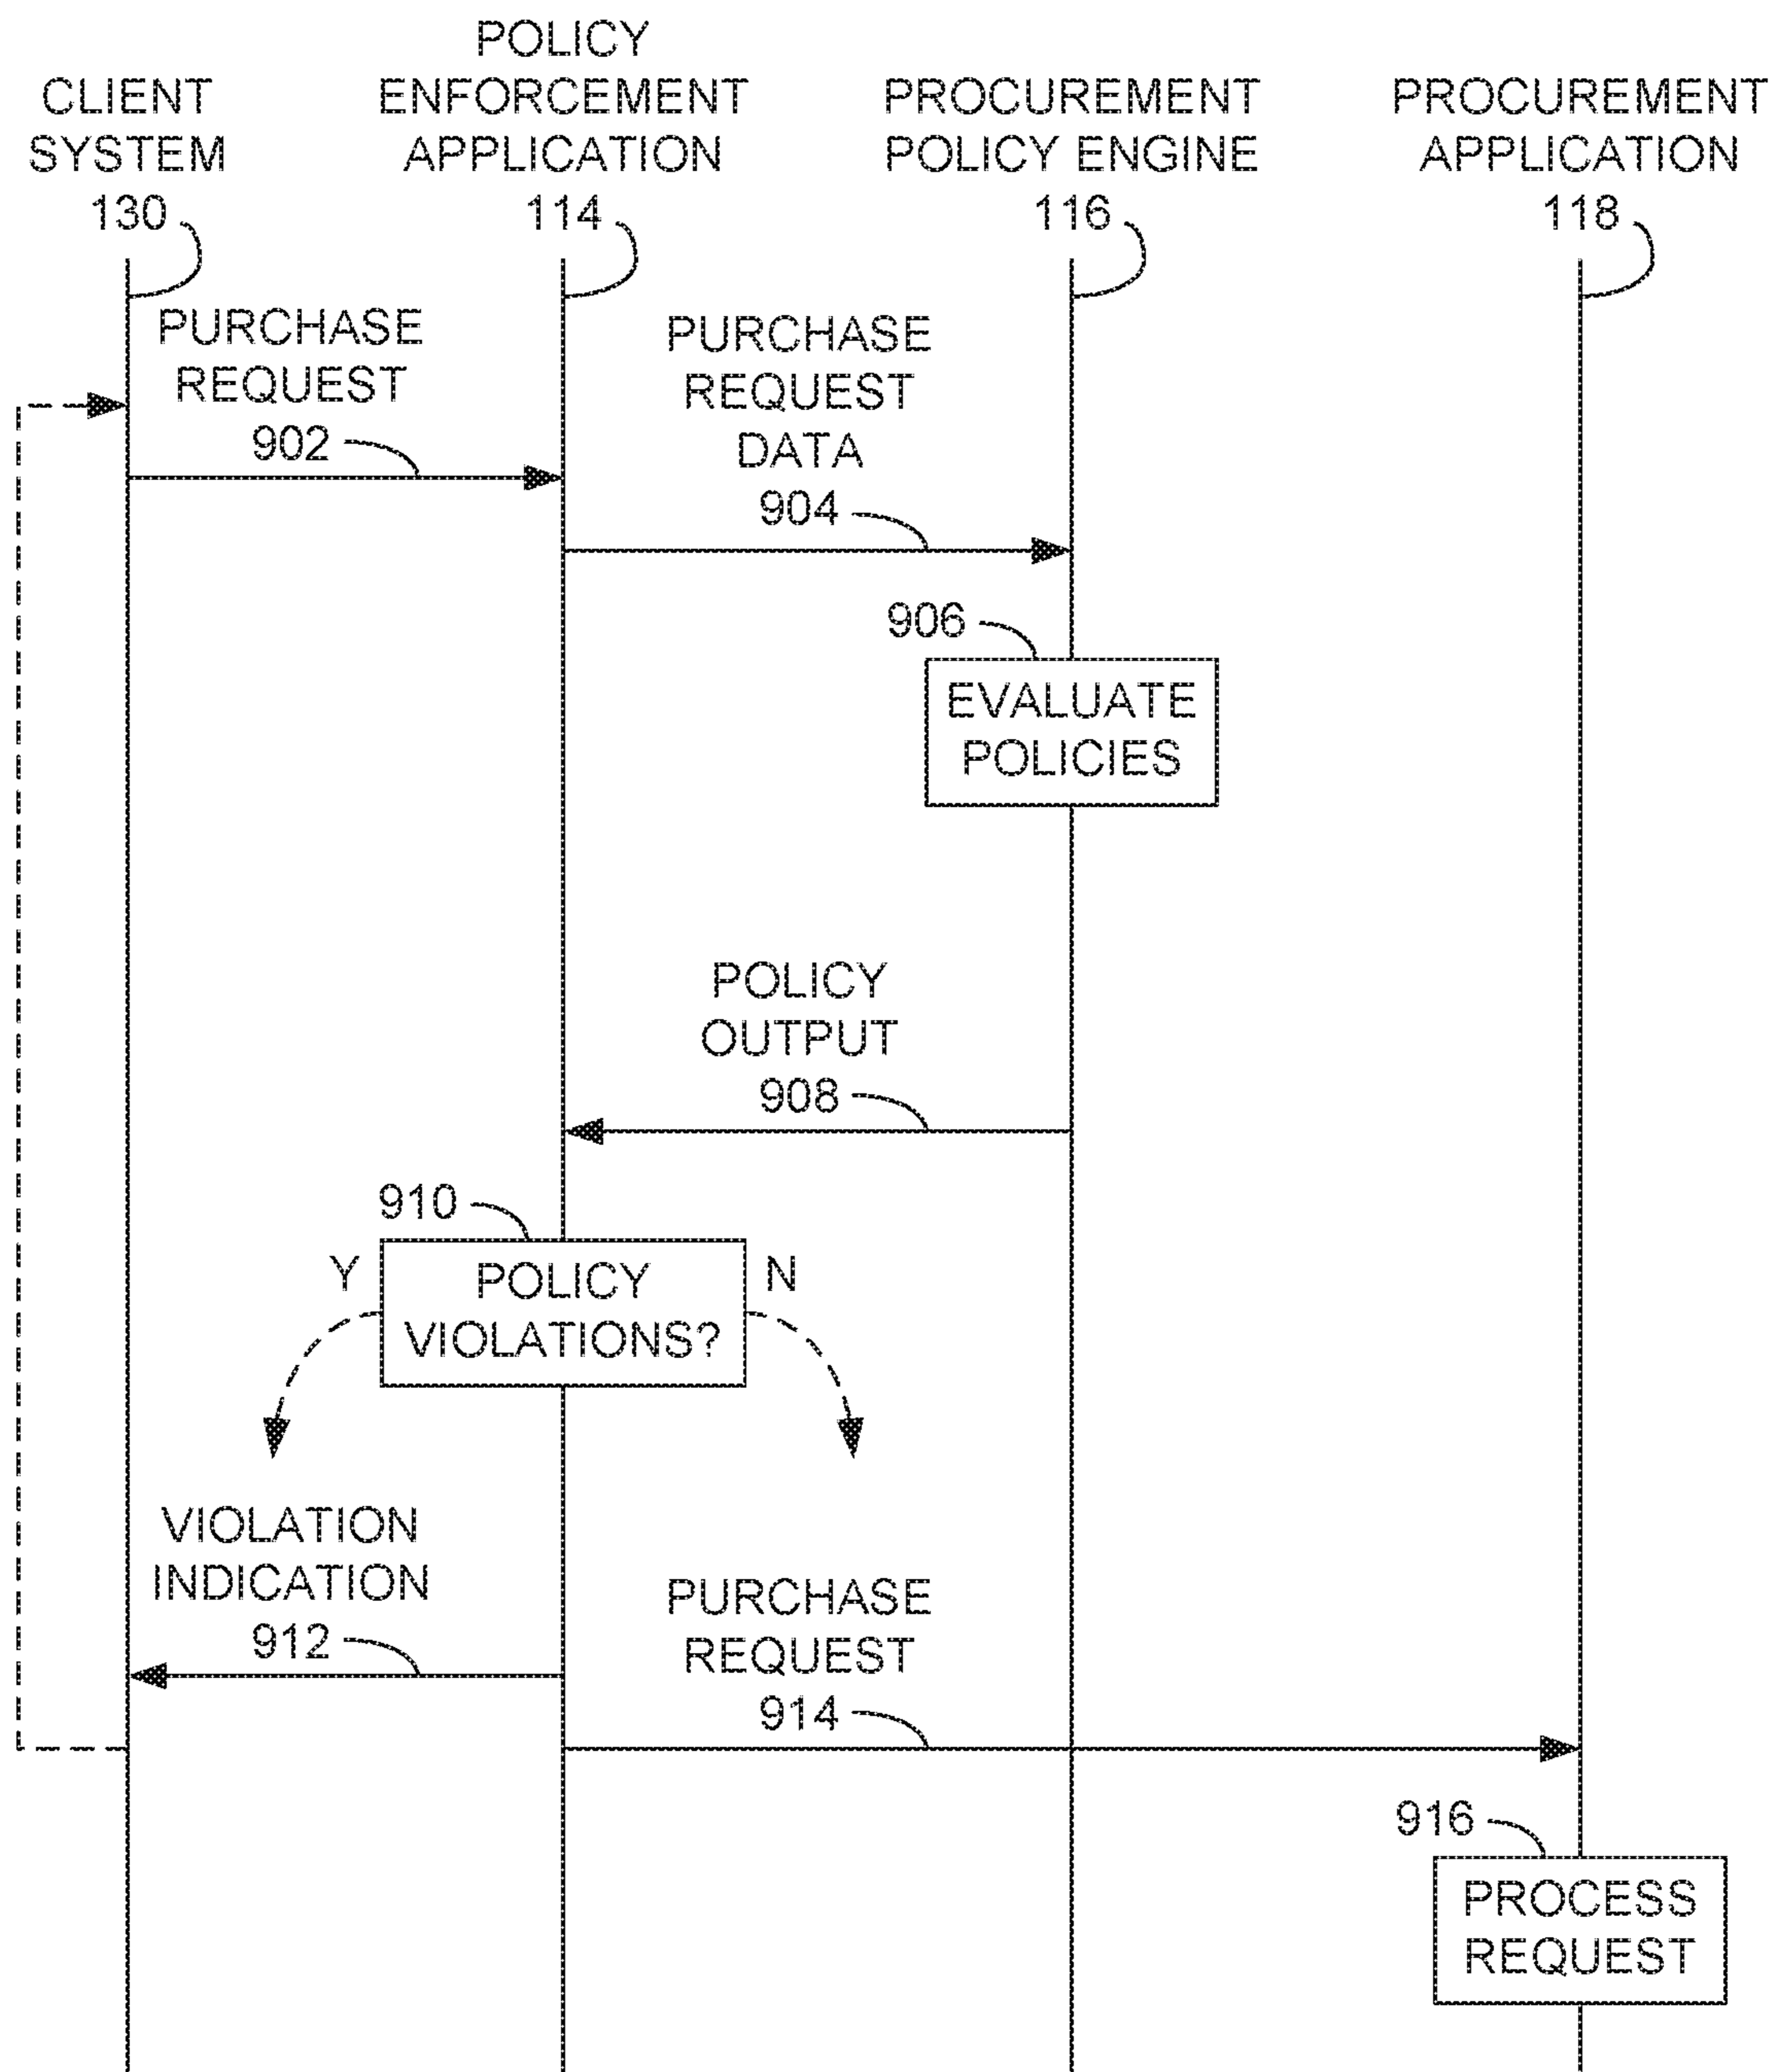 CLIENT
SYSTEM
130
POLICY
ENFORCEMENT
APPLICATION
114
PROCUREMENT
POLICY ENGINE
116
PROCUREMENT
APPLICATION
118
PURCHASE
REQUEST
902
PURCHASE
REQUEST
DATA
904
906
EVALUATE
POLICIES
POLICY
OUTPUT
908
910
Y
POLICY
VIOLATIONS?
N
VIOLATION
INDICATION
912
PURCHASE
REQUEST
914
916
PROCESS
REQUEST